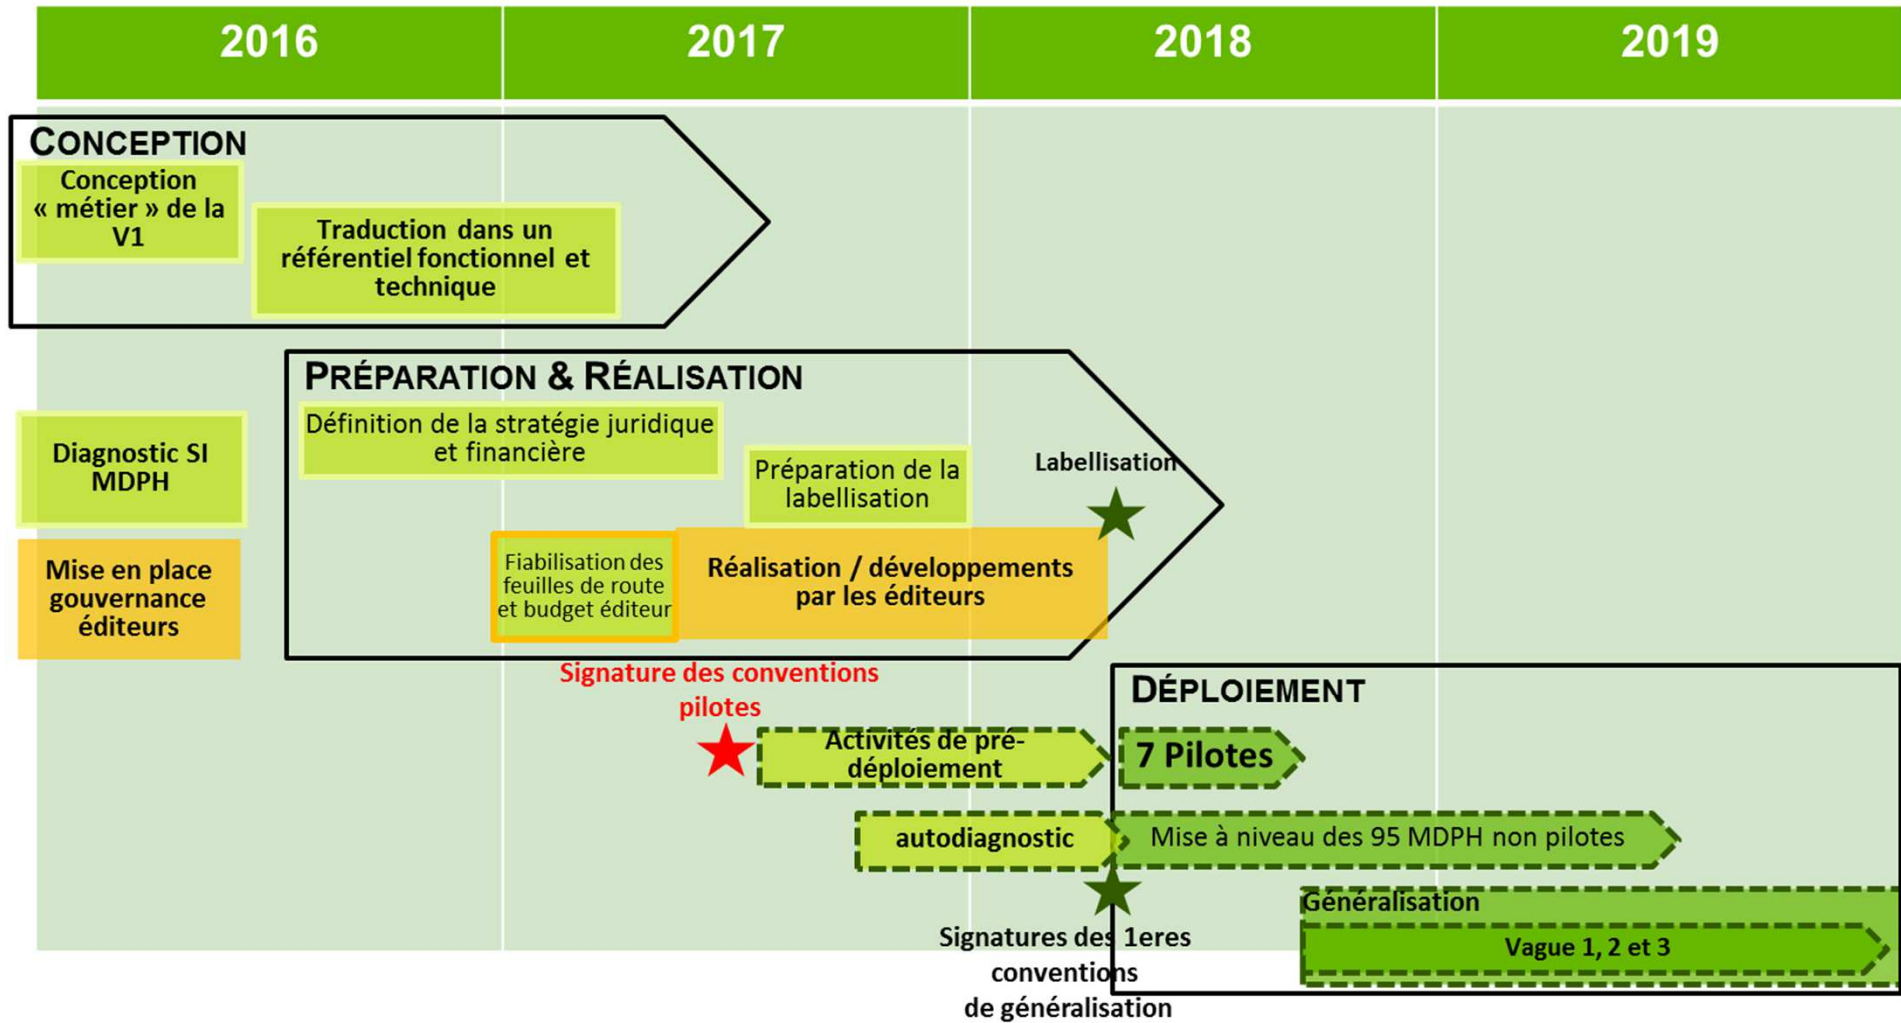 2016
2017
2018
2019
CONCEPTION
Conception
« métier » de la
V1
Traduction dans un
référentiel fonctionnel et
technique
PRÉPARATION & RÉALISATION
Définition de la stratégie juridique
et financière
Diagnostic SI
MDPH
Préparation de la
labellisation
Labellisation
Mise en place
gouvernance
éditeurs
Fiabilisation des
feuilles de route
et budget éditeur
Réalisation / développements
par les éditeurs
Signature des conventions
pilotes
DÉPLOIEMENT
Activités de pré-
déploiement
7 Pilotes
autodiagnostic
Mise à niveau des 95 MDPH non pilotes
Généralisation
Vague 1, 2 et 3
Signatures des 1eres
conventions
de généralisation